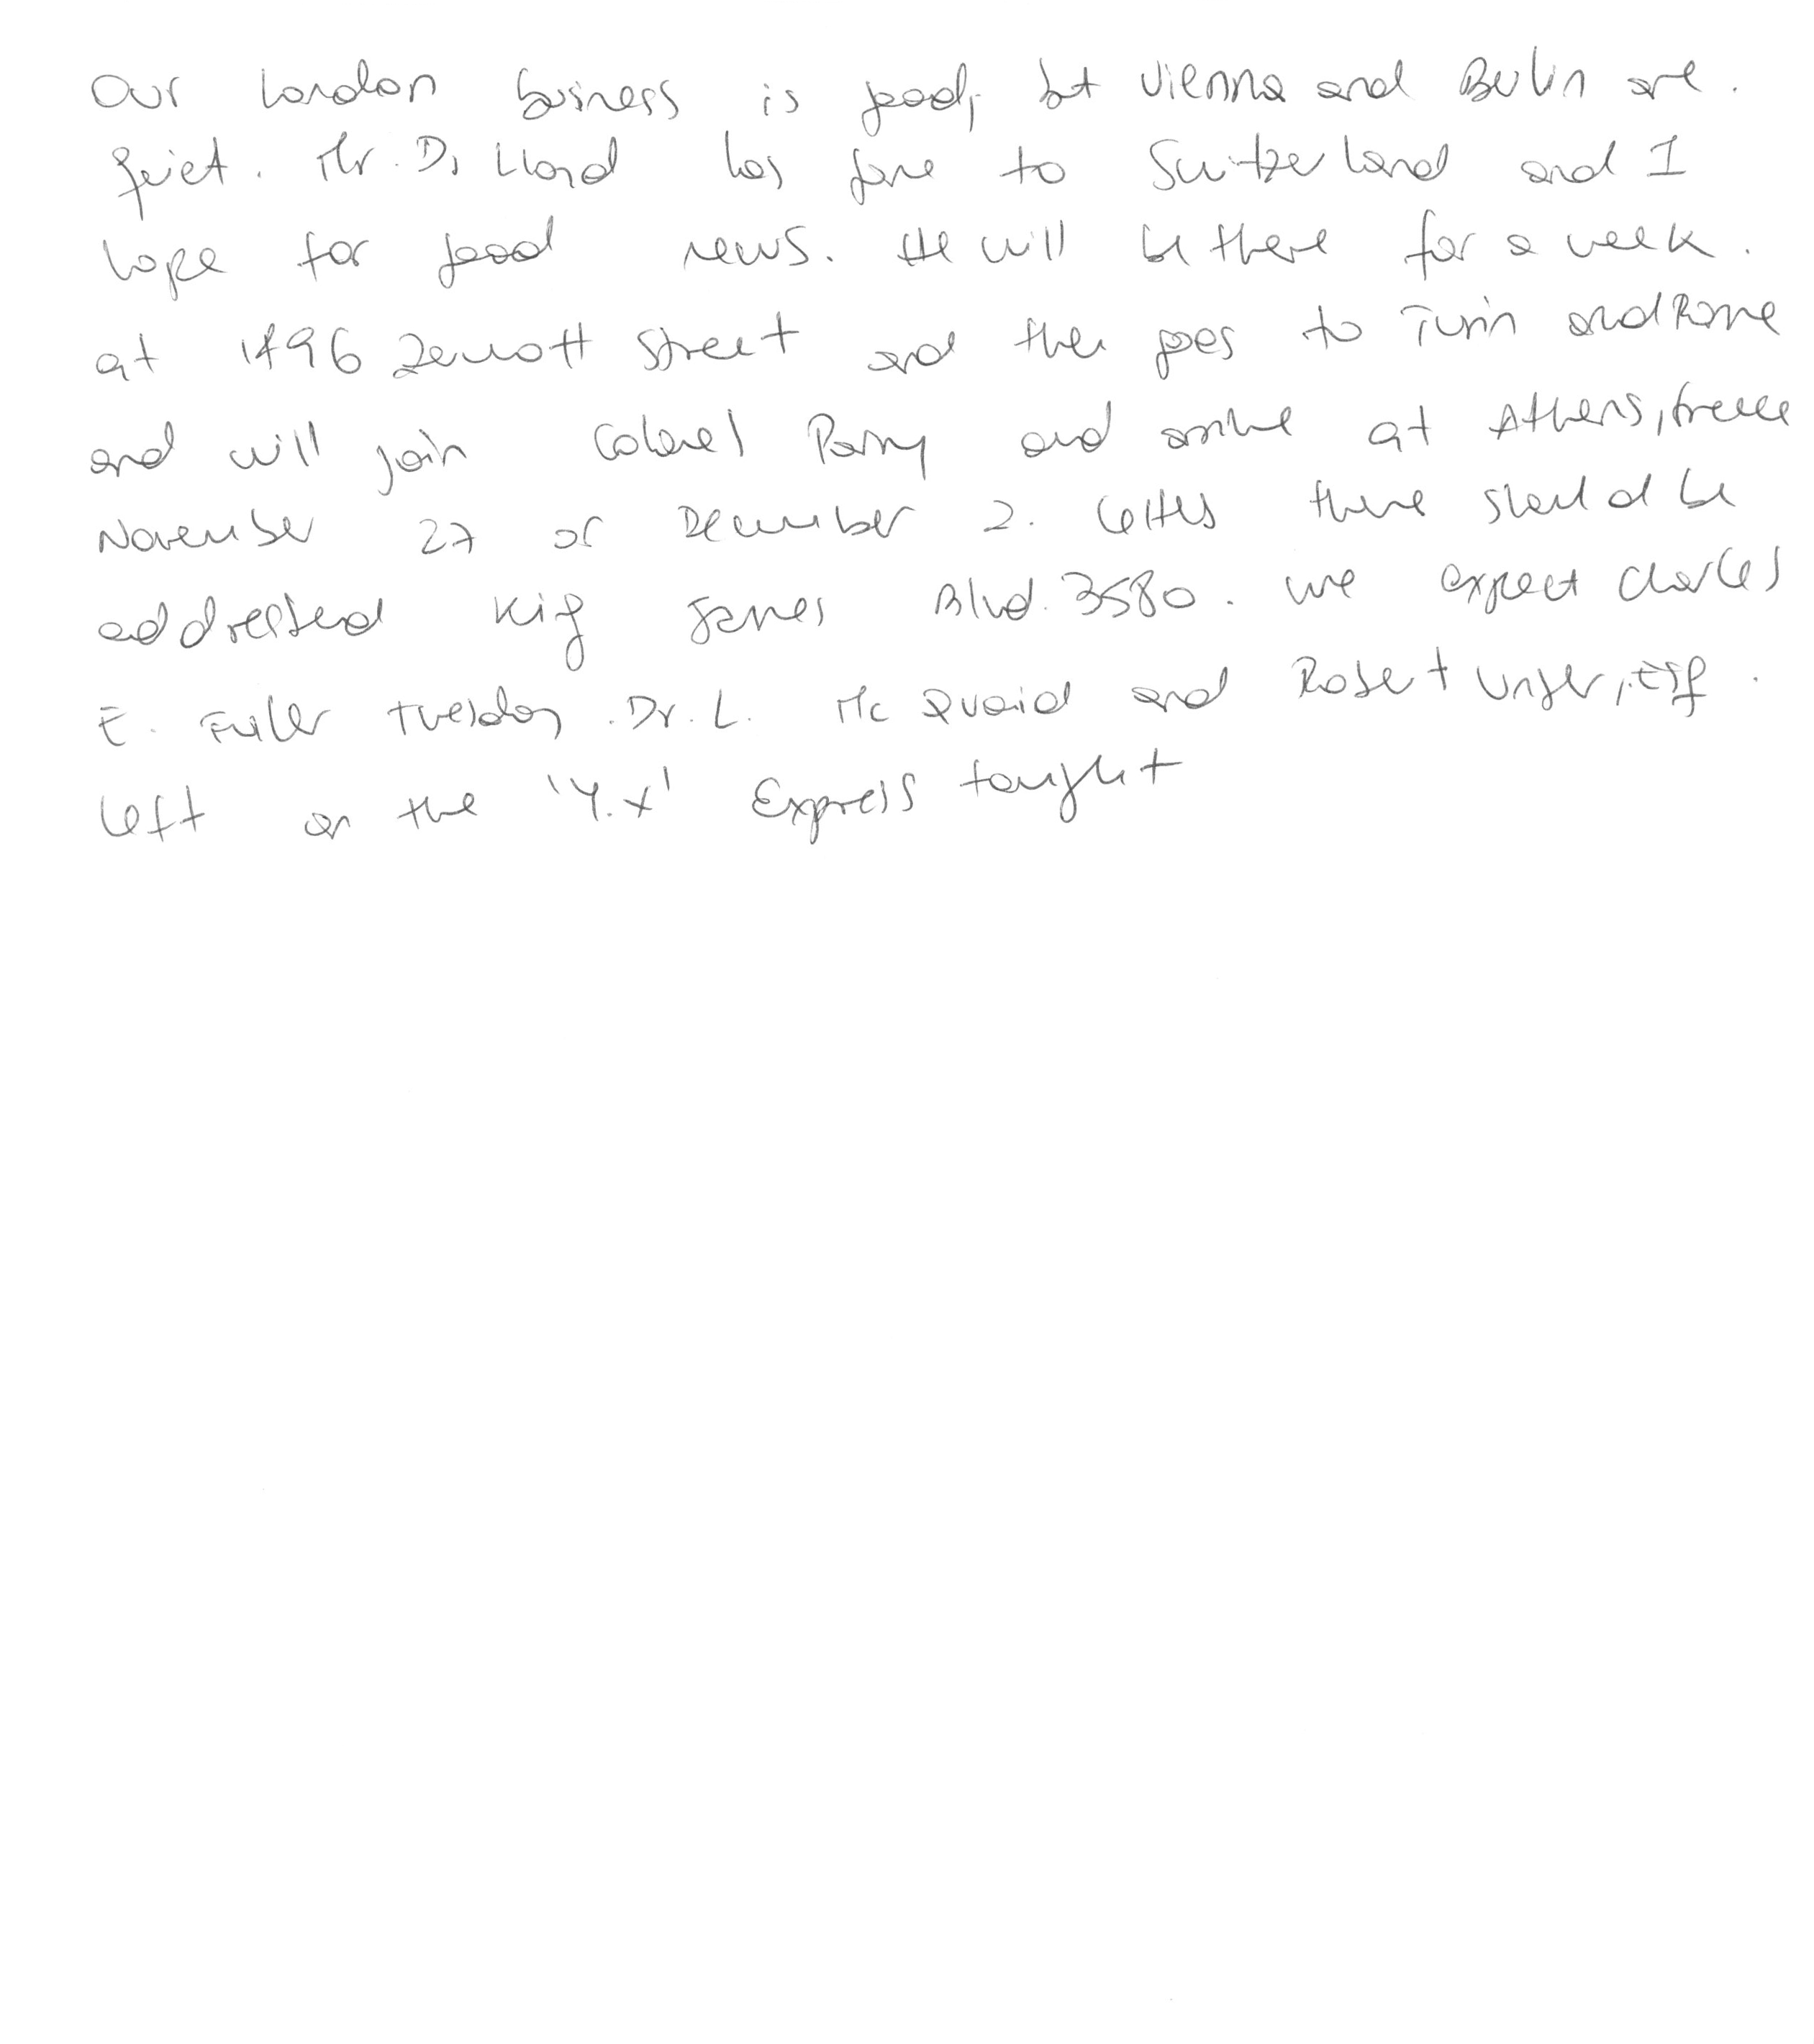 Our London business is good, but Vienna and Berlin are.
quiet. Mr. D. Lloyd has gone to Switzerland and I
hope for good news. He will be there for a week.
at 1496 Zermott Street and then goes to Turin and Rome
and will join Colonel Parry and arrive at Athens, Greece
November 27 or December 2. Letters there should be
addressed King James Blvd. 3580. We expect Charles
E. Fuller Tuesday. Dr. L. Mc Quaid and Robert Unger, Esq.
left on the 'Y.X' Express tonight